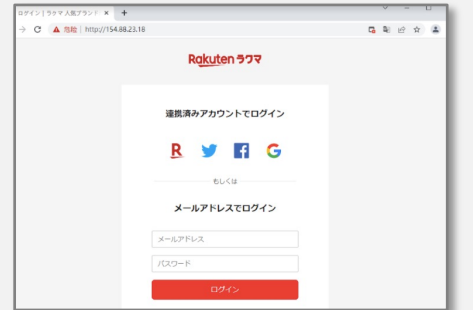 ログイン | ラクマ 人気ブラン！
危険 | http://154.88.23.18
Rakuten ラクマ
連携済みアカウントでログイン
もしくは
メールアドレスでログイン
メールアドレス
パスワード
ログイン